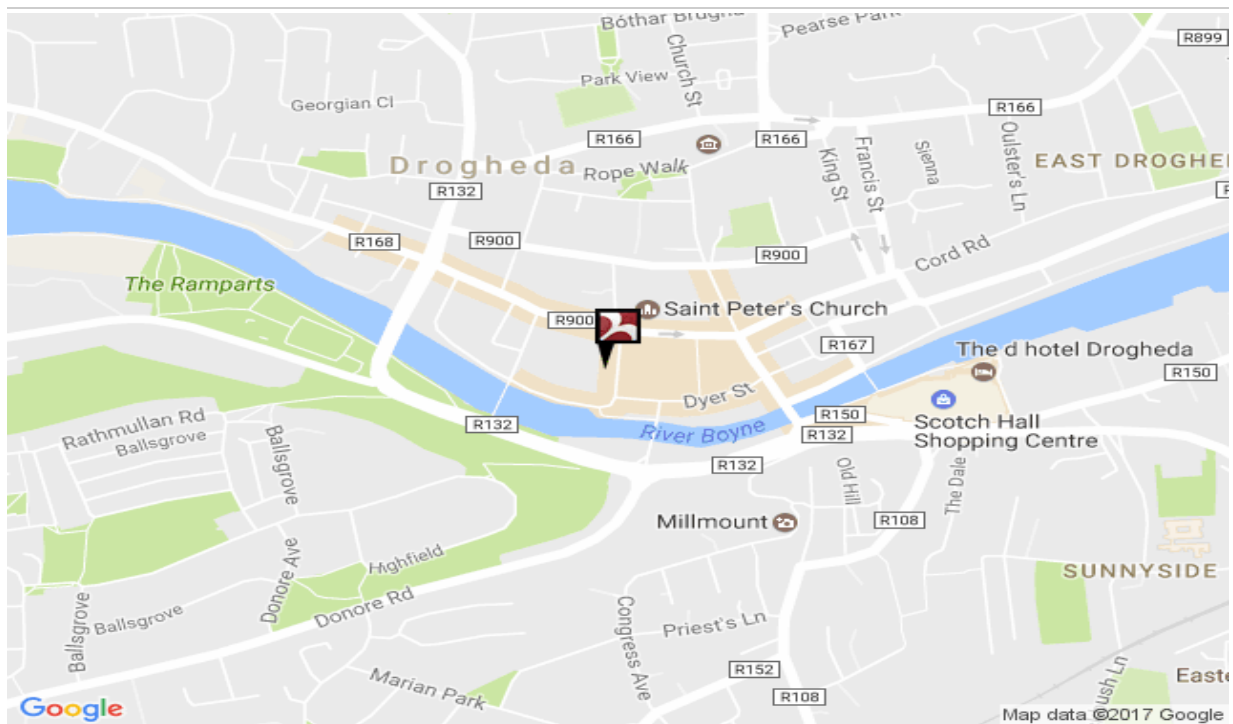 Bóthar Brugha
Pearse Park
R899
Church St
Park View
Georgian Cl
R166
R166
R166
Oulster's Ln
Drogheda
Rope Walk
King St
Francis St
Sienna
EAST DROGHE
R132
R168
R900
R900
Cord Rd
The Ramparts
Saint Peter's Church
R900
R167
The d hotel Drogheda
R150
Dyer St
Rathmullan Rd
Ballsgrove
Ballsgrove
R132
River Boyne
R150
R132
Scotch Hall
Shopping Centre
R132
Old Hill
The Dale
Millmount
R108
Highfield
Donore Ave
Donore Rd
SUNNYSIDE
Ballsgrove
Ballsgrove
Congress Ave
Priest's Ln
R152
Marian Park
R108
East
Google
Map data ©2017 Google